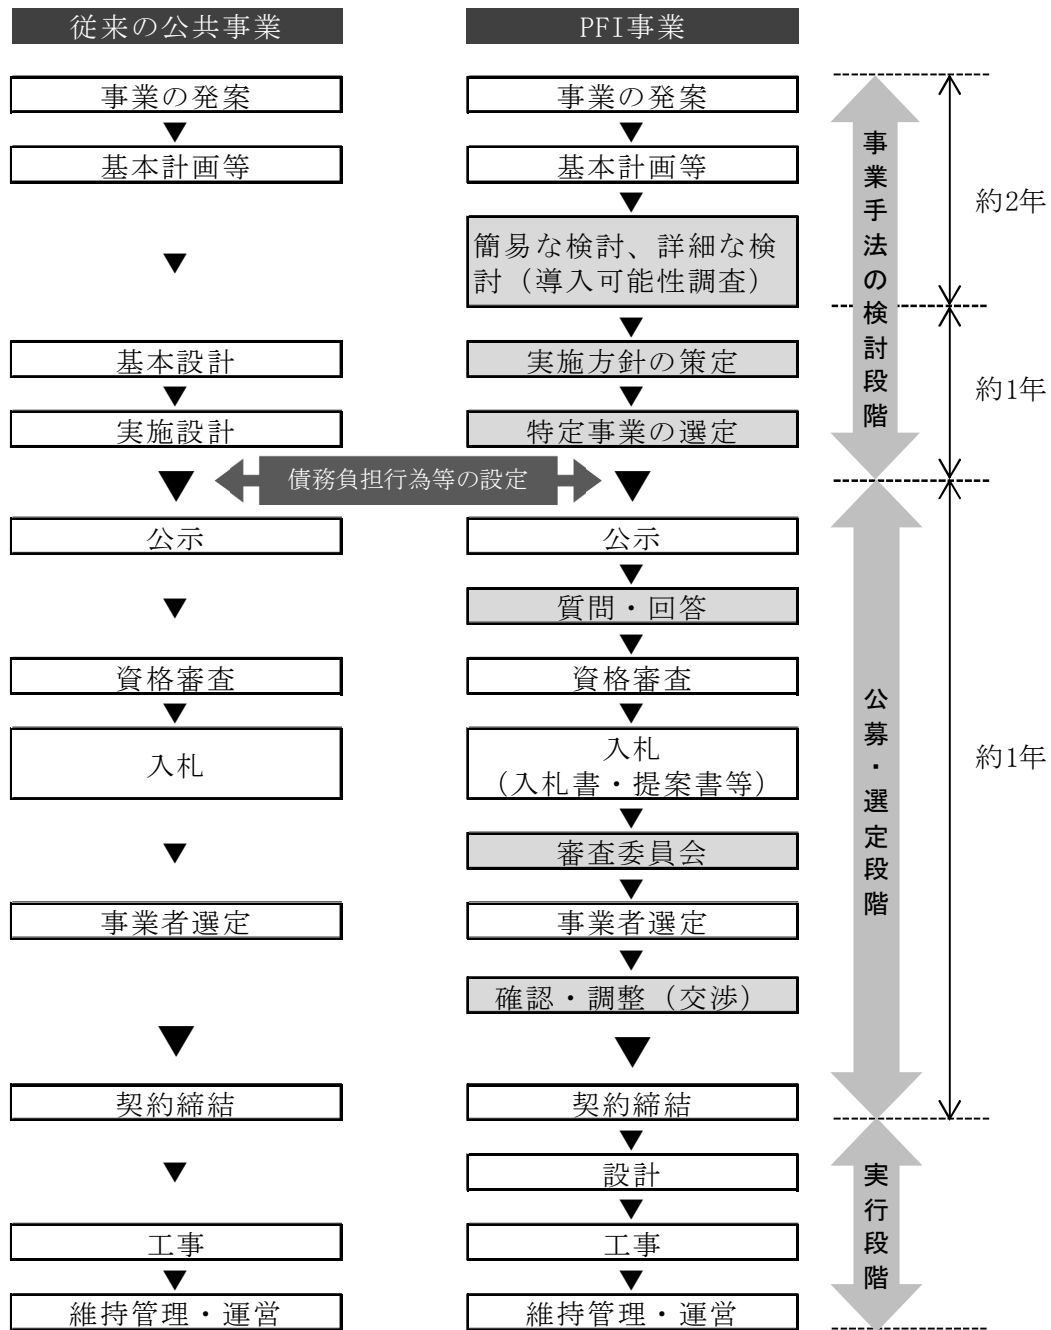 従来の公共事業
事業の発案
基本計画等
基本設計
実施設計
公示
資格審査
入札
事業者選定
契約締結
工事
維持管理・運営
債務負担行為等の設定
PFI事業
事業の発案
基本計画等
簡易な検討、詳細な検
討（導入可能性調査）
実施方針の策定
特定事業の選定
公示
質問・回答
資格審査
入札
（入札書・提案書等）
審査委員会
事業者選定
確認・調整（交渉）
契約締結
設計
工事
維持管理・運営
事業手法の検討段階
公募・選定段階
実行段階
約2年
約1年
約1年